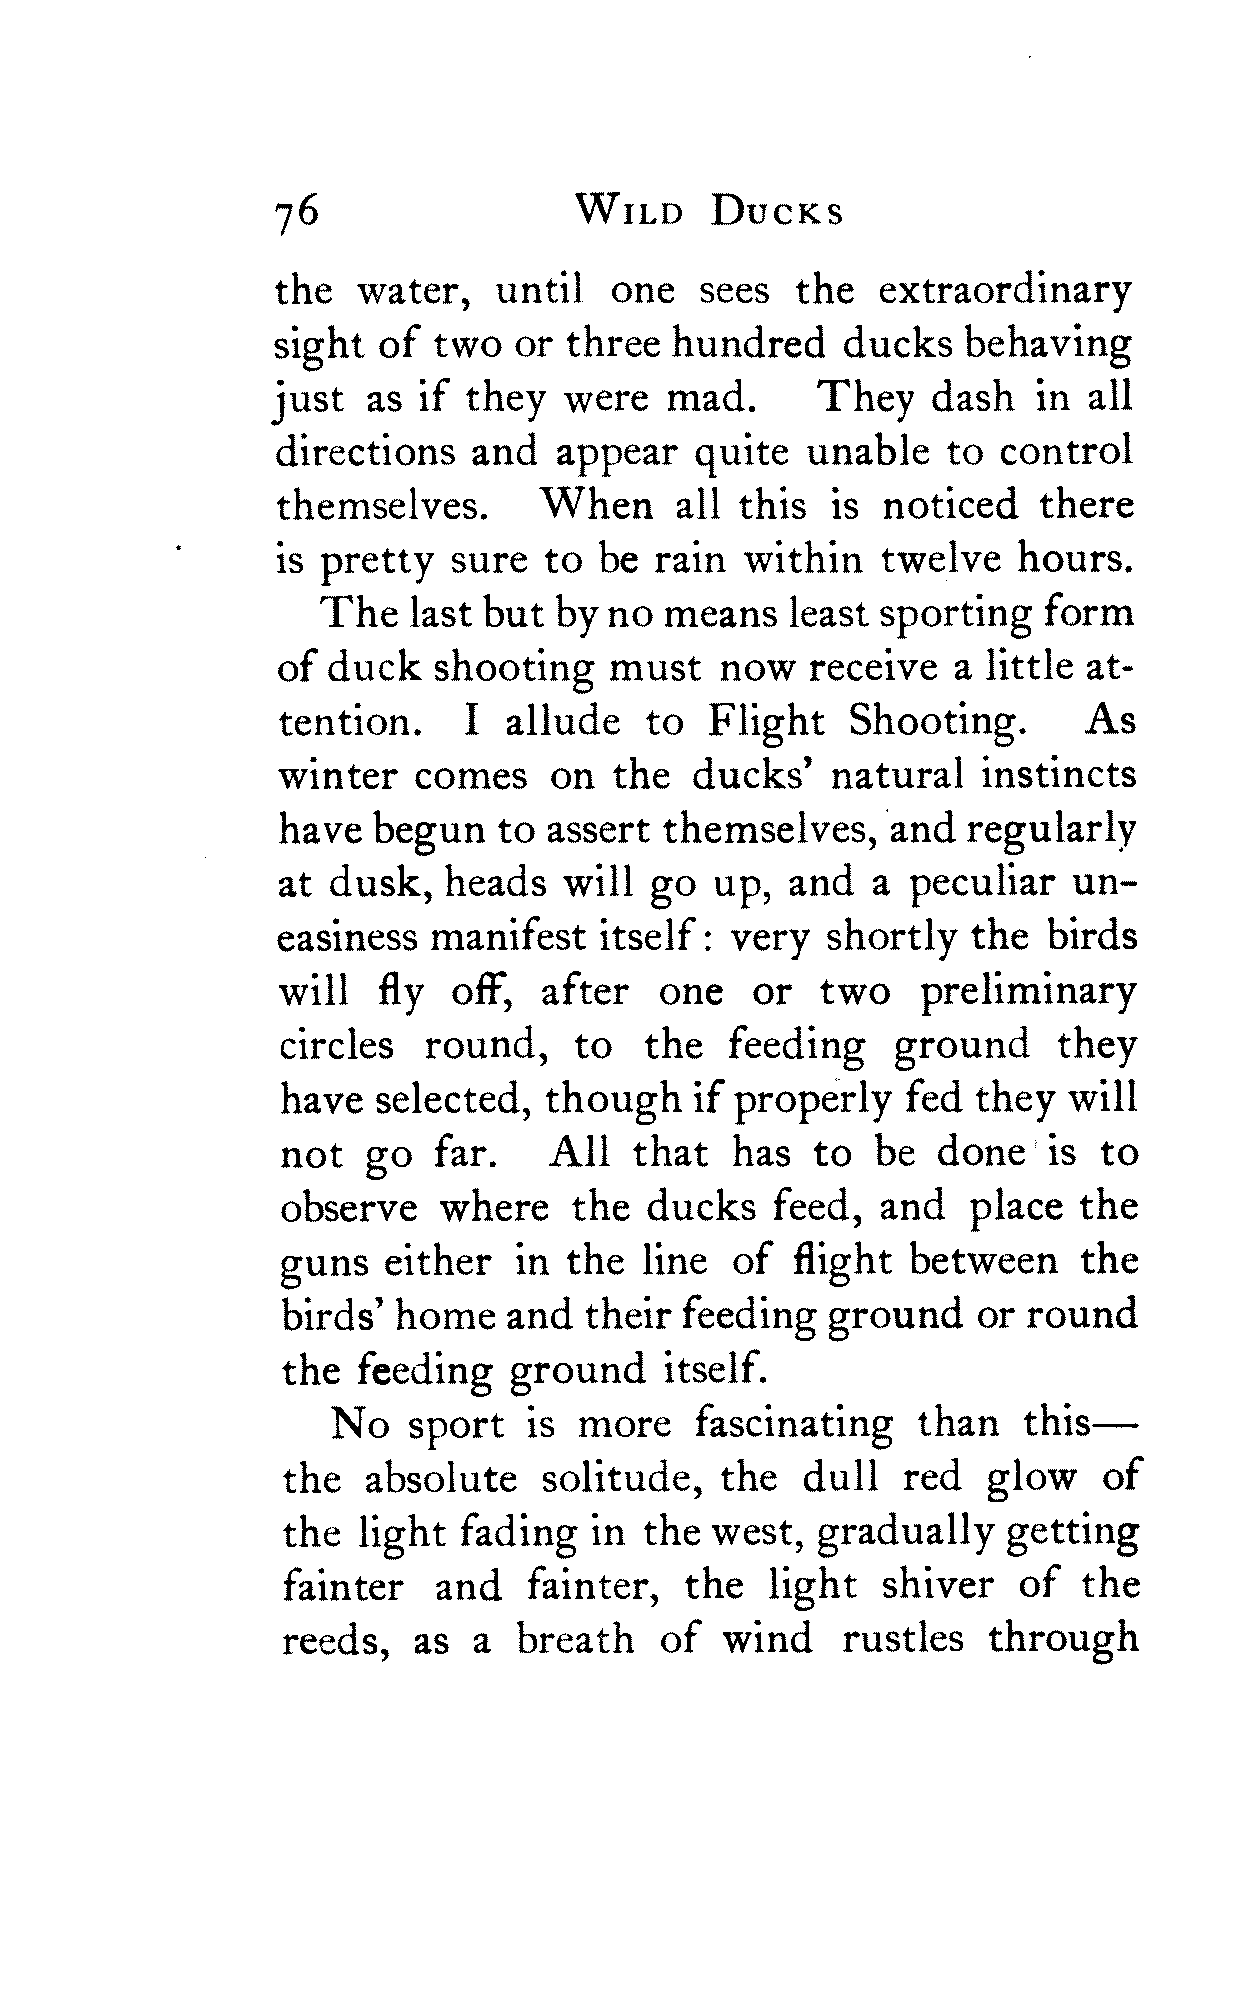 76 Wild Ducks
the water, until one sees the extraordinary
sight of two or three hundred ducks behaving
just as if they were mad. They dash in all
directions and appear quite unable to control
themselves. When all this is noticed there
is pretty sure to be rain within twelve hours.
The last but by no means least sporting form
of duck shooting must now receive a little at-
tention. I allude to Flight Shooting. As
winter comes on the ducks' natural instincts
have begun to assert themselves, and regularly
at dusk, heads will go up, and a peculiar un-
easiness manifest itself: very shortly the birds
will fly off, after one or two preliminary
circles round, to the feeding ground they
have selected, though if properly fed they will
not go far. All that has to be done is to
observe where the ducks feed, and place the
guns either in the line of flight between the
birds' home and their feeding ground or round
the feeding ground itself.
No sport is more fascinating than this—
the absolute solitude, the dull red glow of
the light fading in the west, gradually getting
fainter and fainter, the light shiver of the
reeds, as a breath of wind rustles through